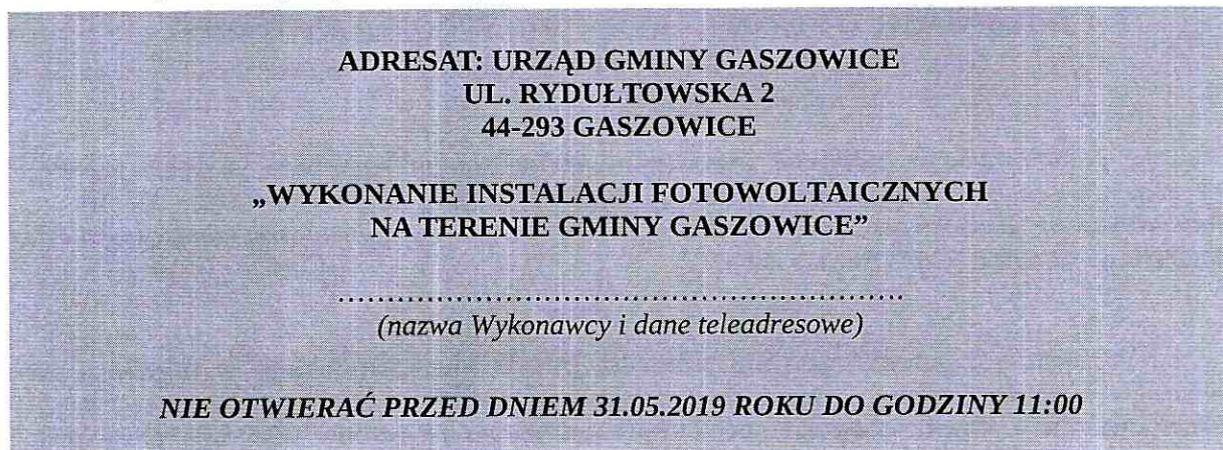 ADRESAT: URZĄD GMINY GASZOWICE
UL. RYDUŁTOWSKA 2
44-293 GASZOWICE
„WYKONANIE INSTALACJI FOTOWOLTAICZNYCH
NA TERENIE GMINY GASZOWICE”
..........................................................
(nazwa Wykonawcy i dane teleadresowe)
NIE OTWIERAĆ PRZED DNIEM 31.05.2019 ROKU DO GODZINY 11:00